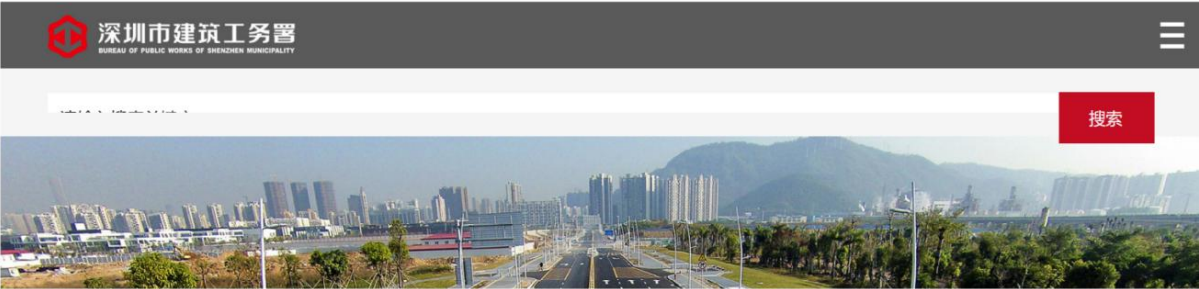 深圳市建筑工务署
BUREAU OF PUBLIC WORKS OF SHENZHEN MUNICIPALITY
搜索